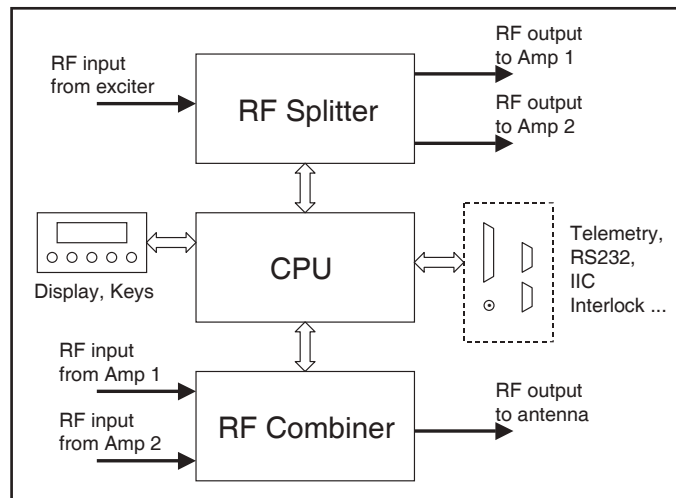 RF input
from exciter
RF Splitter
RF output
to Amp 1
RF output
to Amp 2
Display, Keys
CPU
Telemetry,
RS232,
IIC
Interlock ...
RF input
from Amp 1
RF input
from Amp 2
RF Combiner
RF output
to antenna